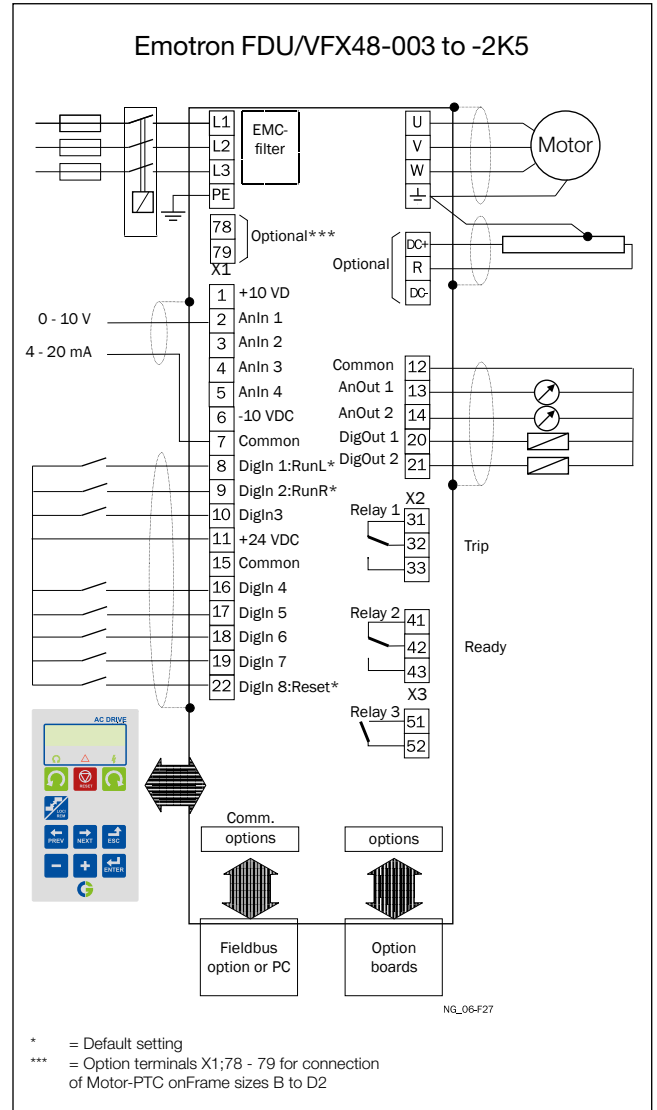 Emotron FDU/VFX48-003 to -2K5
L1
L2
L3
PE
EMC-
filter
U
V
W
Motor
78
79
Optional***
X1
Optional
DC+
R
DC-
0 - 10 V
4 - 20 mA
1 +10 VD
2 AnIn 1
3 AnIn 2
4 AnIn 3
5 AnIn 4
6 -10 VDC
7 Common
8 DigIn 1:RunL*
9 DigIn 2:RunR*
10 DigIn3
11 +24 VDC
15 Common
16 DigIn 4
17 DigIn 5
18 DigIn 6
19 DigIn 7
22 DigIn 8:Reset*
Common 12
AnOut 1 13
AnOut 2 14
DigOut 1 20
DigOut 2 21
X2
Relay 1
31
32
33
Trip
Relay 2
41
42
43
Ready
X3
Relay 3
51
52
AC DRIVE
RESET
LOC/
REM
PREV
NEXT
ESC
-
+
ENTER
Comm.
options
options
Fieldbus
option or PC
Option
boards
NG_06-F27
* = Default setting
*** = Option terminals X1;78 - 79 for connection
of Motor-PTC onFrame sizes B to D2